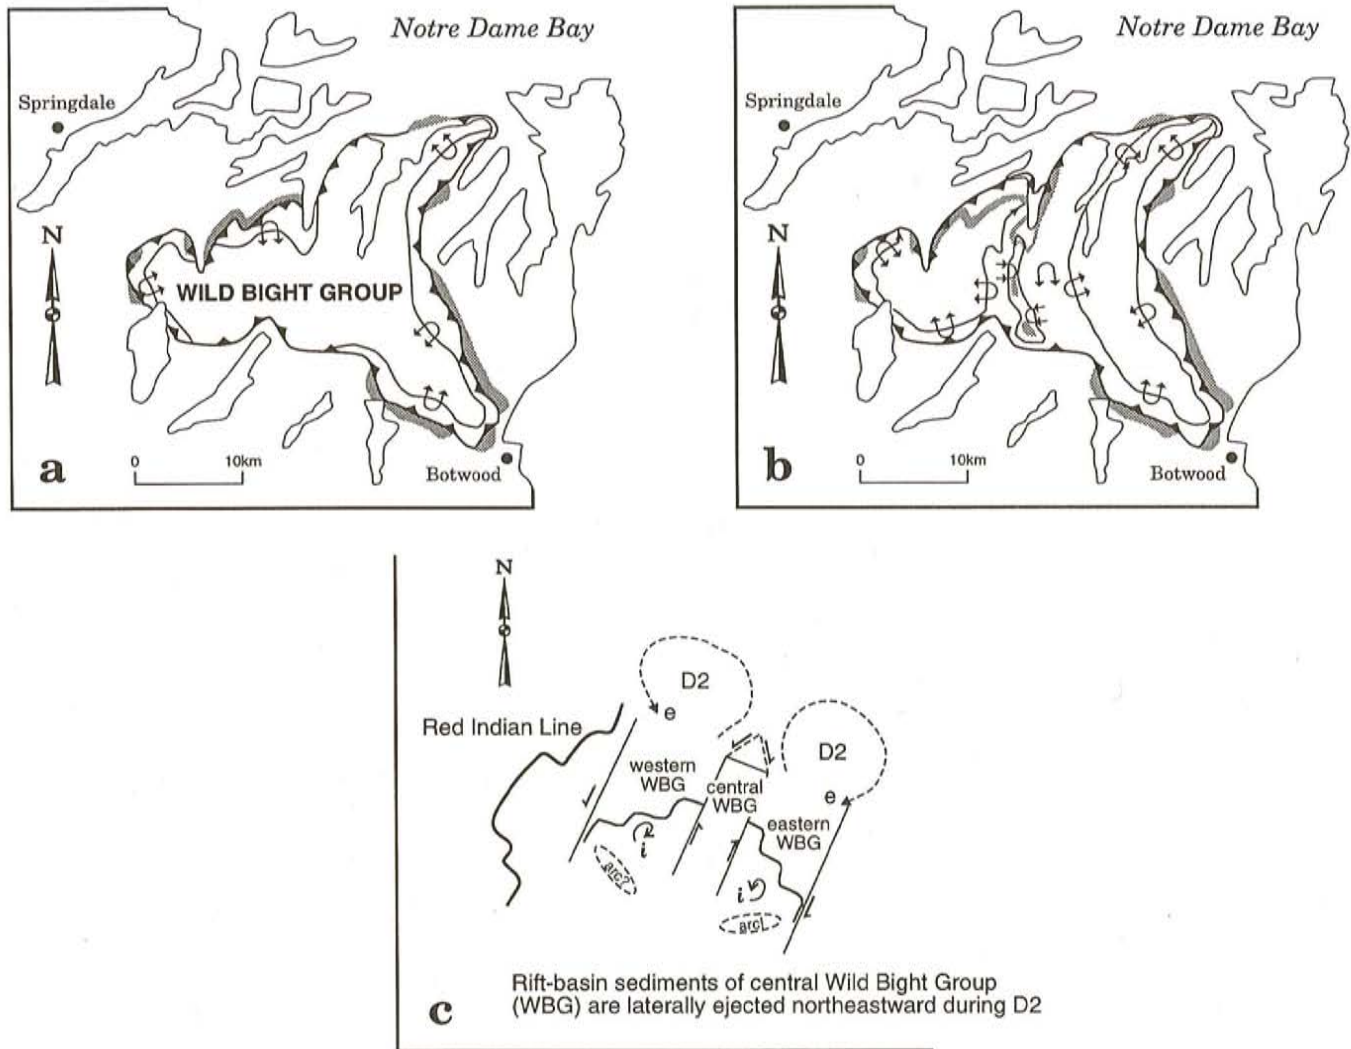 Notre Dame Bay
Springdale
N
WILD BIGHT GROUP
0 10km
a
Botwood
Notre Dame Bay
Springdale
N
0 10km
b
Botwood
N
D2
e
Red Indian Line
D2
western
WBG
central
WBG
e
eastern
WBG
i
arc?
i
arc
Rift-basin sediments of central Wild Bight Group
(WBG) are laterally ejected northeastward during D2
c